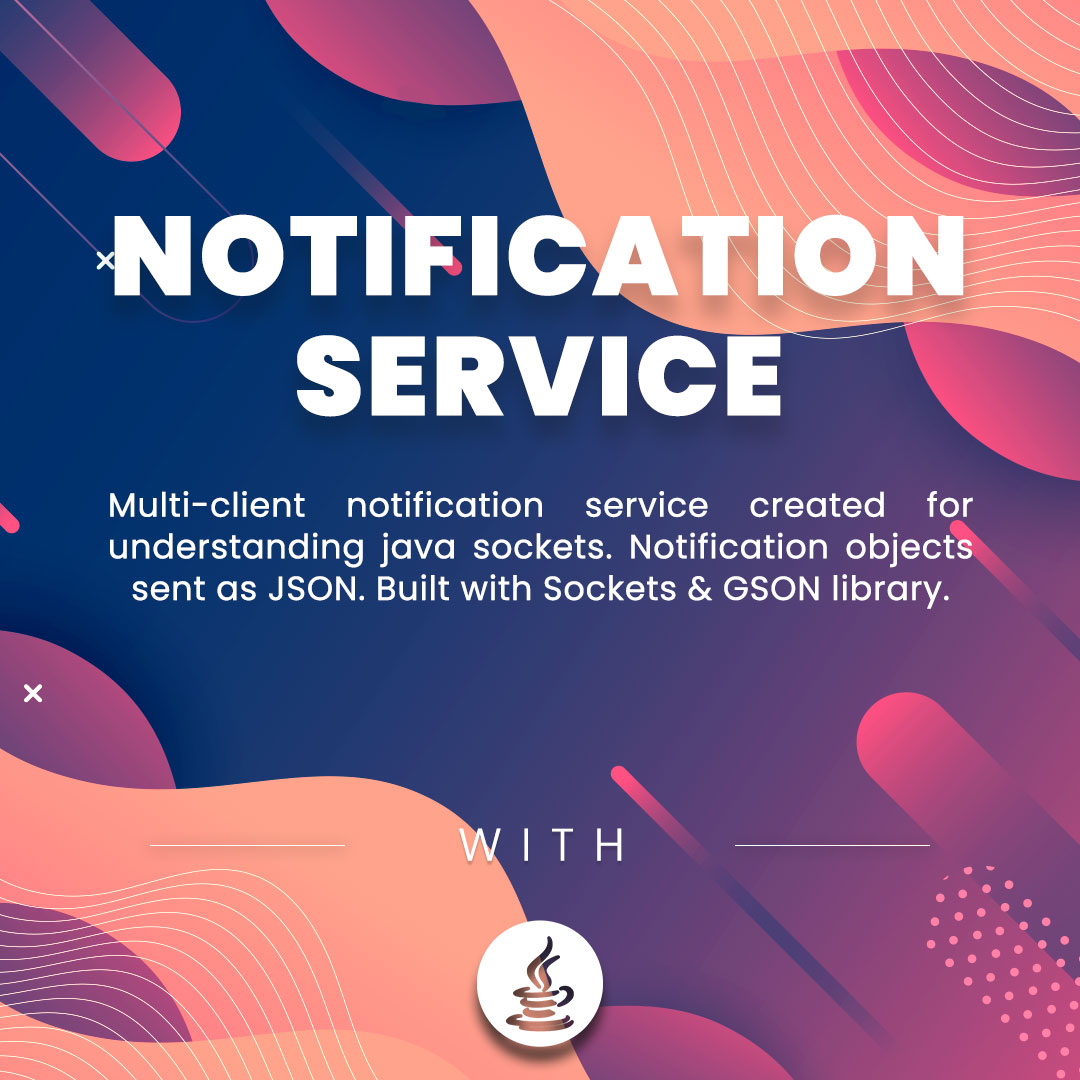 NOTIFICATION
SERVICE
Multi-client notification service created for
understanding java sockets. Notification objects
sent as JSON. Built with Sockets & GSON library.
WITH